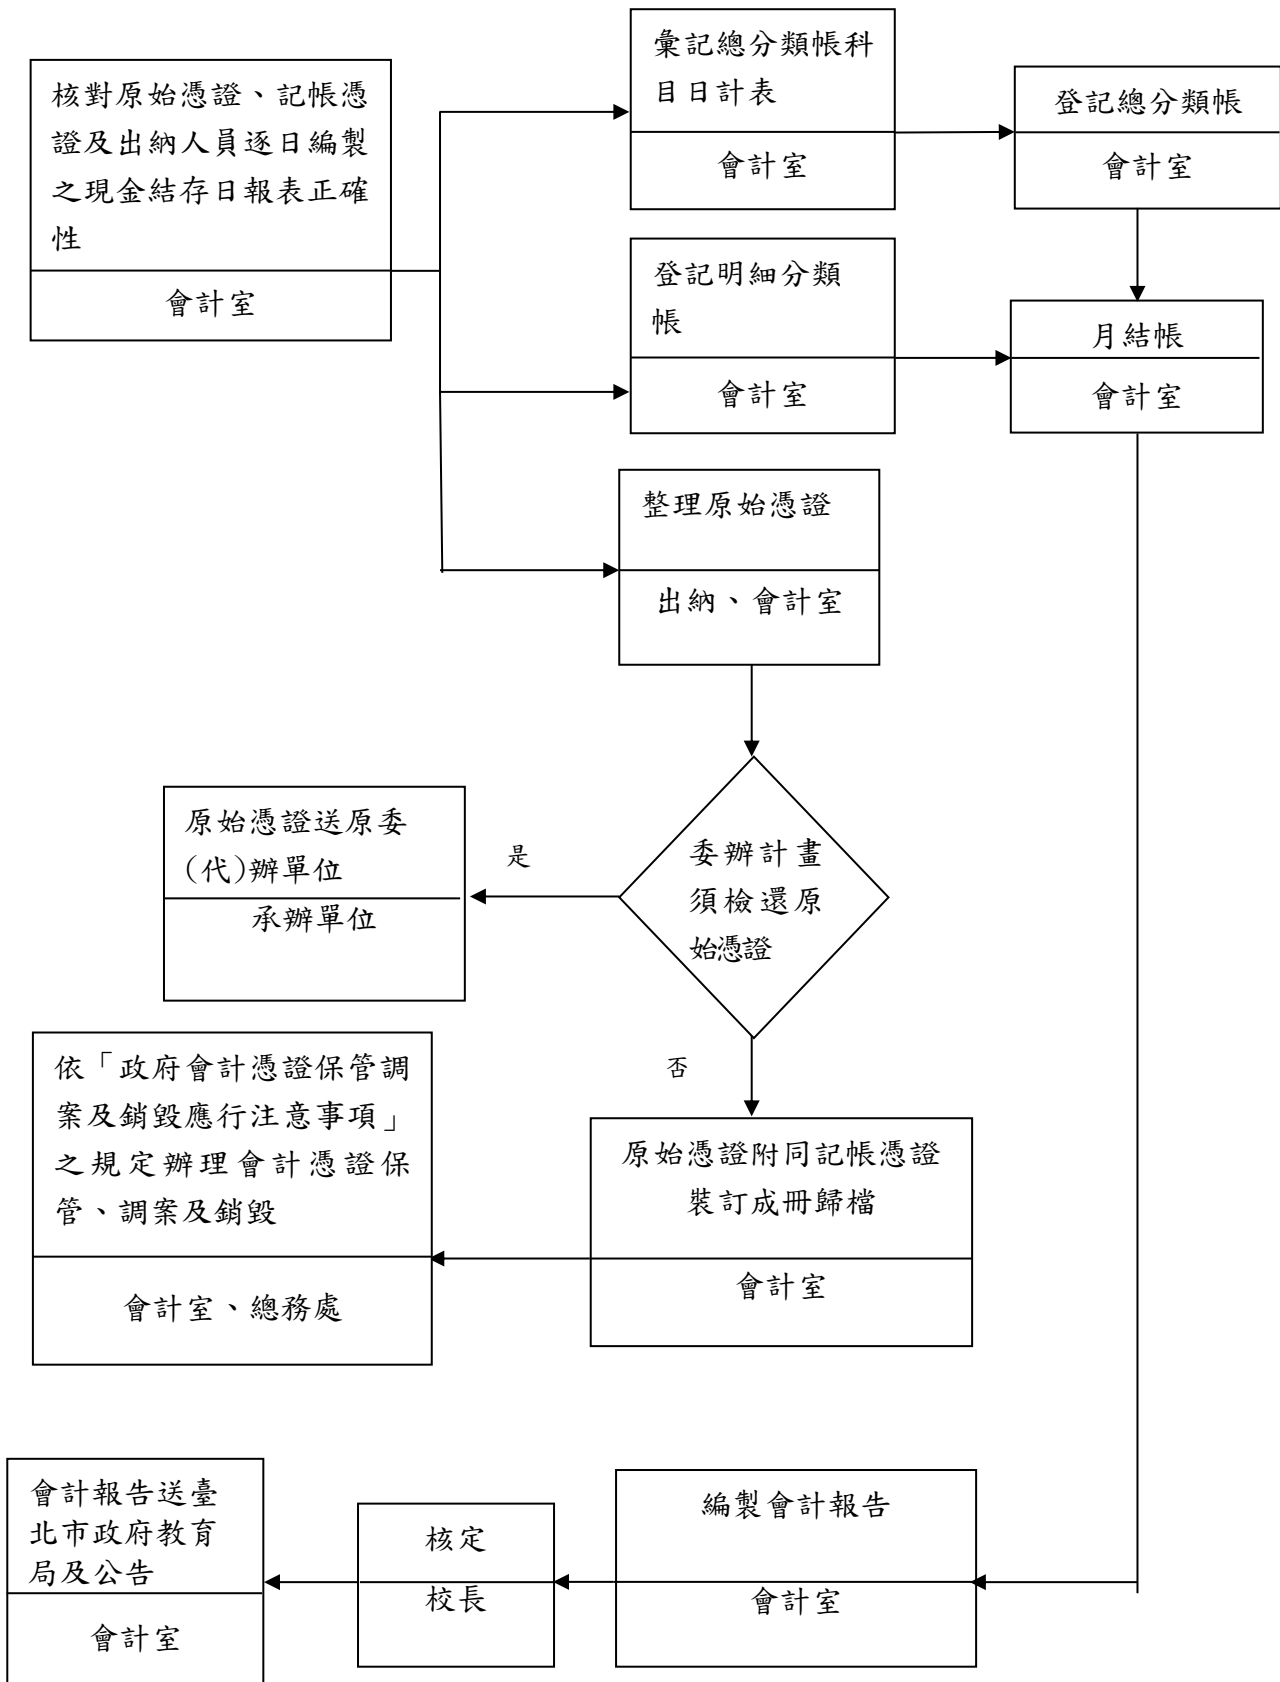 核對原始憑證、記帳憑
證及出納人員逐日編製
之現金結存日報表正確
性
會計室
彙記總分類帳科
目日計表
會計室
登記總分類帳
會計室
登記明細分類
帳
會計室
月結帳
會計室
整理原始憑證
出納、會計室
委辦計畫
須檢還原
始憑證
是
原始憑證送原委
(代)辦單位
承辦單位
否
原始憑證附同記帳憑證
裝訂成冊歸檔
會計室
依「政府會計憑證保管調
案及銷毀應行注意事項」
之規定辦理會計憑證保
管、調案及銷毀
會計室、總務處
編製會計報告
會計室
核定
校長
會計報告送臺
北市政府教育
局及公告
會計室